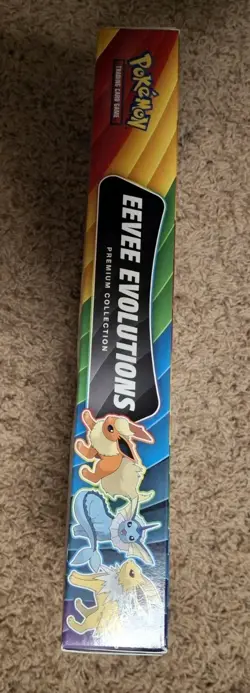 POKéMON
TRADING CARD GAME
EEVEE EVOLUTIONS
PREMIUM COLLECTION